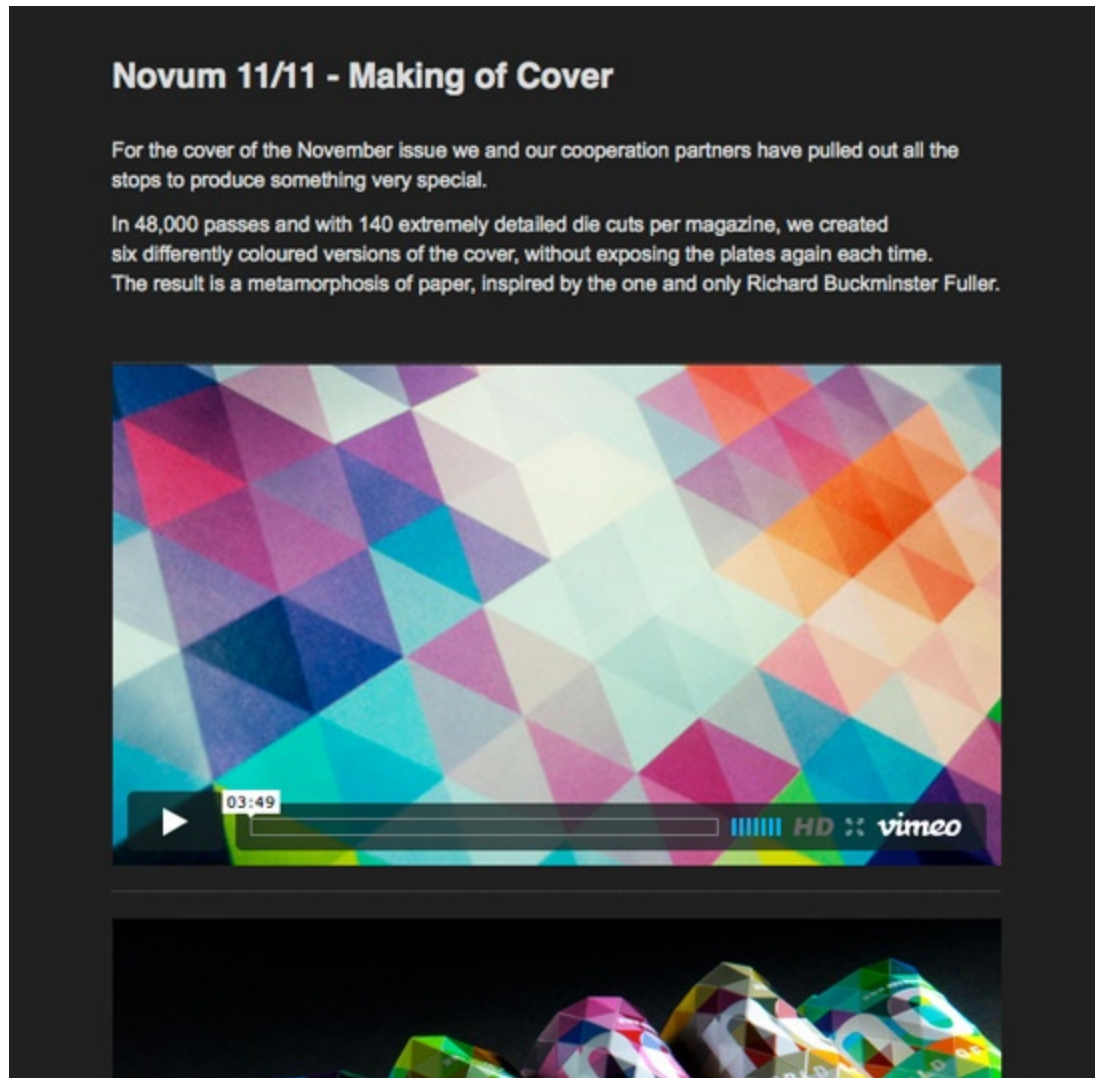 Novum 11/11 - Making of Cover
For the cover of the November issue we and our cooperation partners have pulled out all the
stops to produce something very special.
In 48,000 passes and with 140 extremely detailed die cuts per magazine, we created
six differently coloured versions of the cover, without exposing the plates again each time.
The result is a metamorphosis of paper, inspired by the one and only Richard Buckminster Fuller.
03:49
HD vimeo